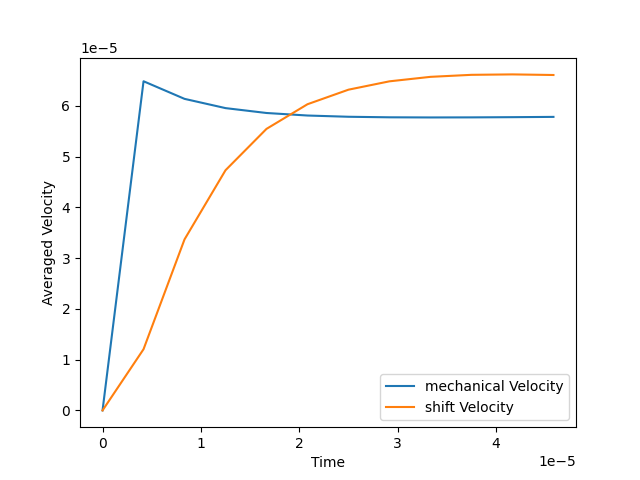 1e−5
6
5
4
3
2
1
0
Averaged Velocity
mechanical Velocity
shift Velocity
0 1 2 3 4
1e−5
Time